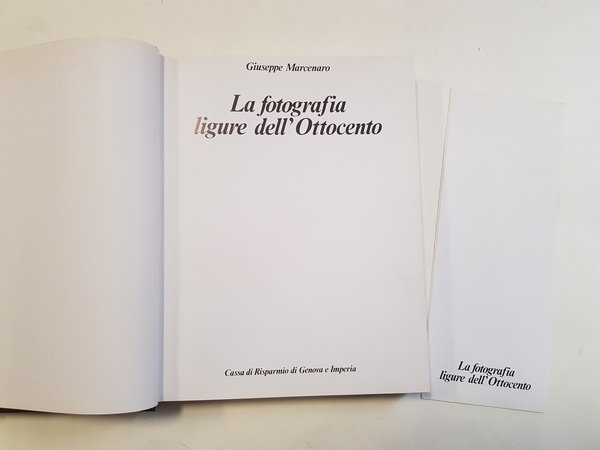 Giuseppe Marcenaro
La fotografia
ligure dell'Ottocento
Cassa di Risparmio di Genova e Imperia
La fotografia
ligure dell'Ottocento